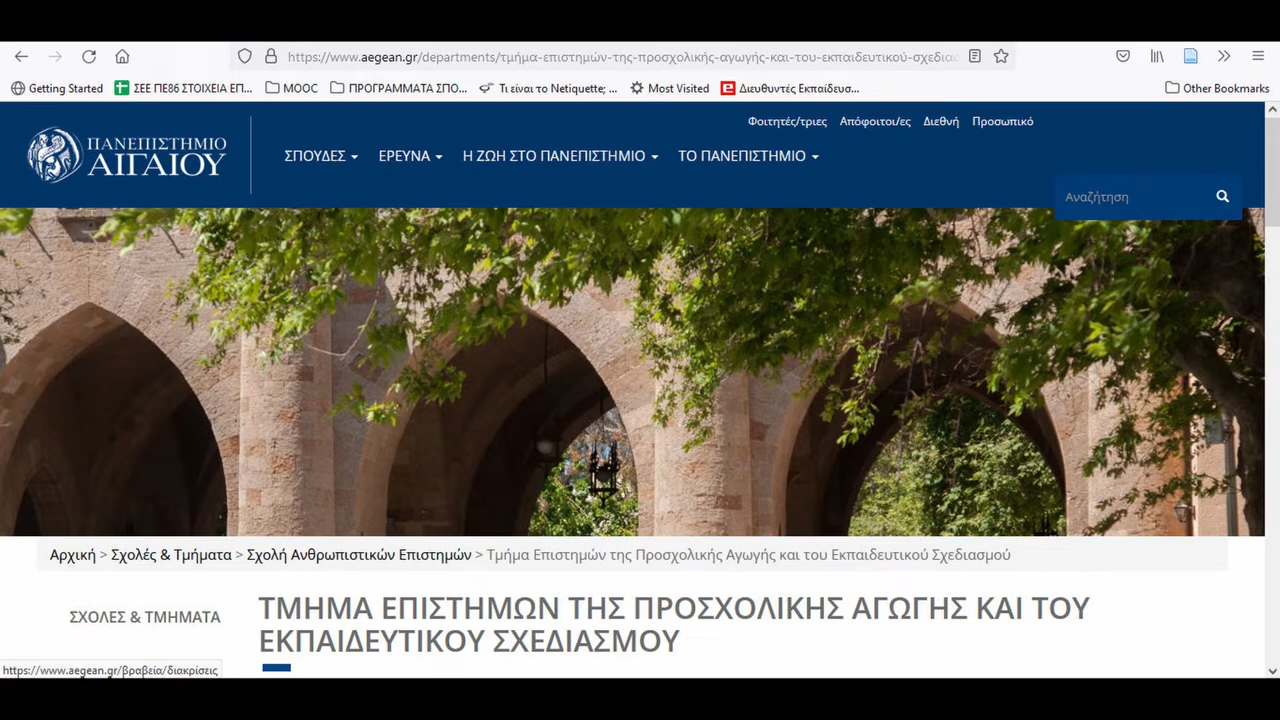 https://www.aegean.gr/departments/τμήμα-επιστημών-της-προσχολικής-αγωγής-και-του-εκπαιδευτικού-σχεδιασ
Getting Started ΣΕΕ ΠΕ86 ΣΤΟΙΧΕΙΑ ΕΠ... MOOC ΠΡΟΓΡΑΜΜΑΤΑ ΣΠΟ... Τι είναι το Netiquette; ... Most Visited Διευθυντές Εκπαίδευσ... Other Bookmarks
Φοιτητές/τριες Απόφοιτοι/ες Διεθνή Προσωπικό
ΠΑΝΕΠΙΣΤΗΜΙΟ
ΑΙΓΑΙΟΥ
ΣΠΟΥΔΕΣ ΕΡΕΥΝΑ Η ΖΩΗ ΣΤΟ ΠΑΝΕΠΙΣΤΗΜΙΟ ΤΟ ΠΑΝΕΠΙΣΤΗΜΙΟ
Αναζήτηση
Αρχική > Σχολές & Τμήματα > Σχολή Ανθρωπιστικών Επιστημών > Τμήμα Επιστημών της Προσχολικής Αγωγής και του Εκπαιδευτικού Σχεδιασμού
ΣΧΟΛΕΣ & ΤΜΗΜΑΤΑ
ΤΜΗΜΑ ΕΠΙΣΤΗΜΩΝ ΤΗΣ ΠΡΟΣΧΟΛΙΚΗΣ ΑΓΩΓΗΣ ΚΑΙ ΤΟΥ
ΕΚΠΑΙΔΕΥΤΙΚΟΥ ΣΧΕΔΙΑΣΜΟΥ
https://www.aegean.gr/βραβεία/διακρίσεις